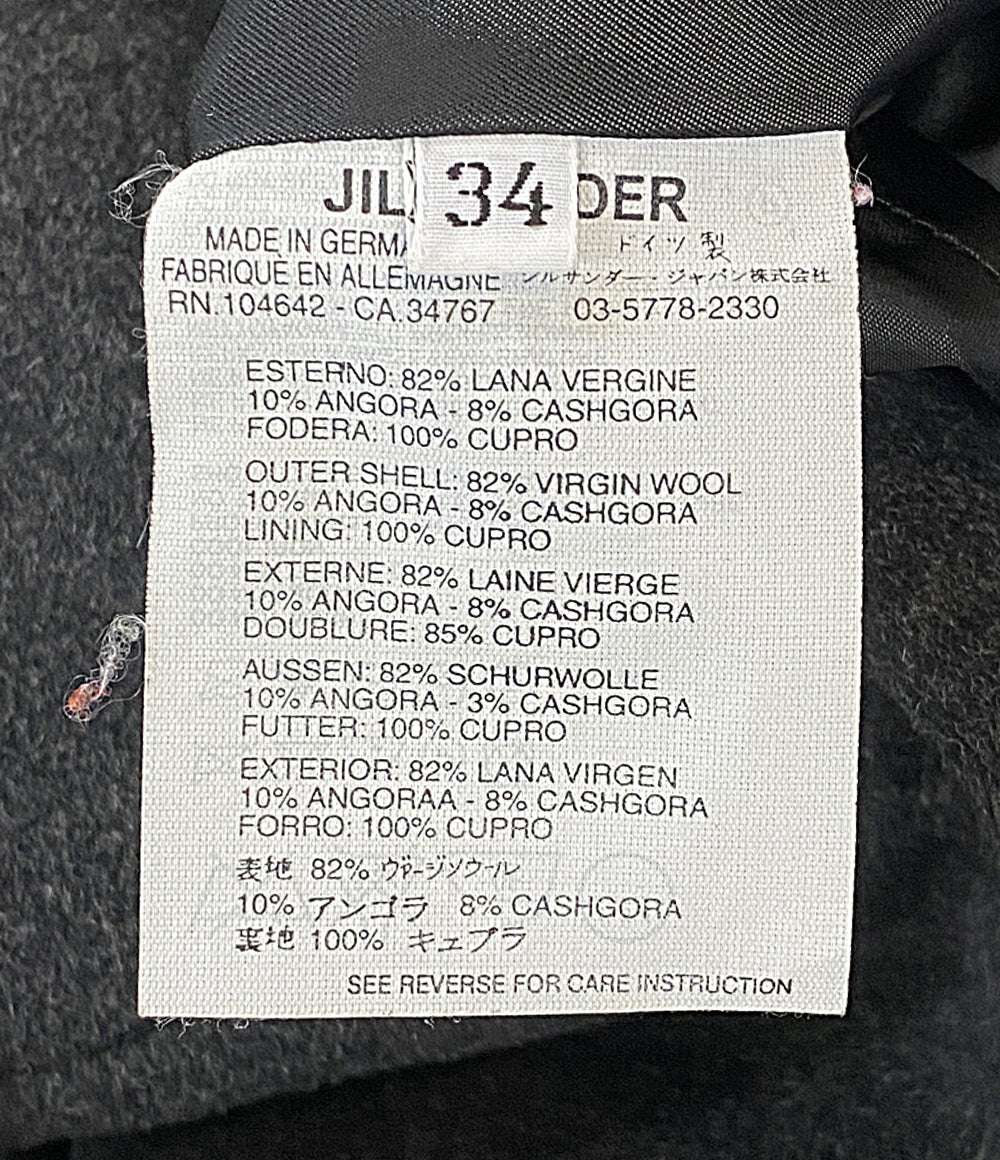 34
JIL DER
MADE IN GERMA ドイツ製
FABRIQUE EN ALLEMAGNE ジルサンダー・ジャパン株式会社
RN.104642 - CA.34767 03-5778-2330
ESTERNO: 82% LANA VERGINE
10% ANGORA - 8% CASHGORA
FODERA: 100% CUPRO
OUTER SHELL: 82% VIRGIN WOOL
10% ANGORA - 8% CASHGORA
LINING: 100% CUPRO
EXTERNE: 82% LAINE VIERGE
10% ANGORA - 8% CASHGORA
DOUBLURE: 85% CUPRO
AUSSEN: 82% SCHURWOLLE
10% ANGORA - 3% CASHGORA
FUTTER: 100% CUPRO
EXTERIOR: 82% LANA VIRGEN
10% ANGORAA - 8% CASHGORA
FORRO: 100% CUPRO
表地 82% ヴァージソウール
10% アンゴラ 8% CASHGORA
裏地 100% キェプラ
SEE REVERSE FOR CARE INSTRUCTION